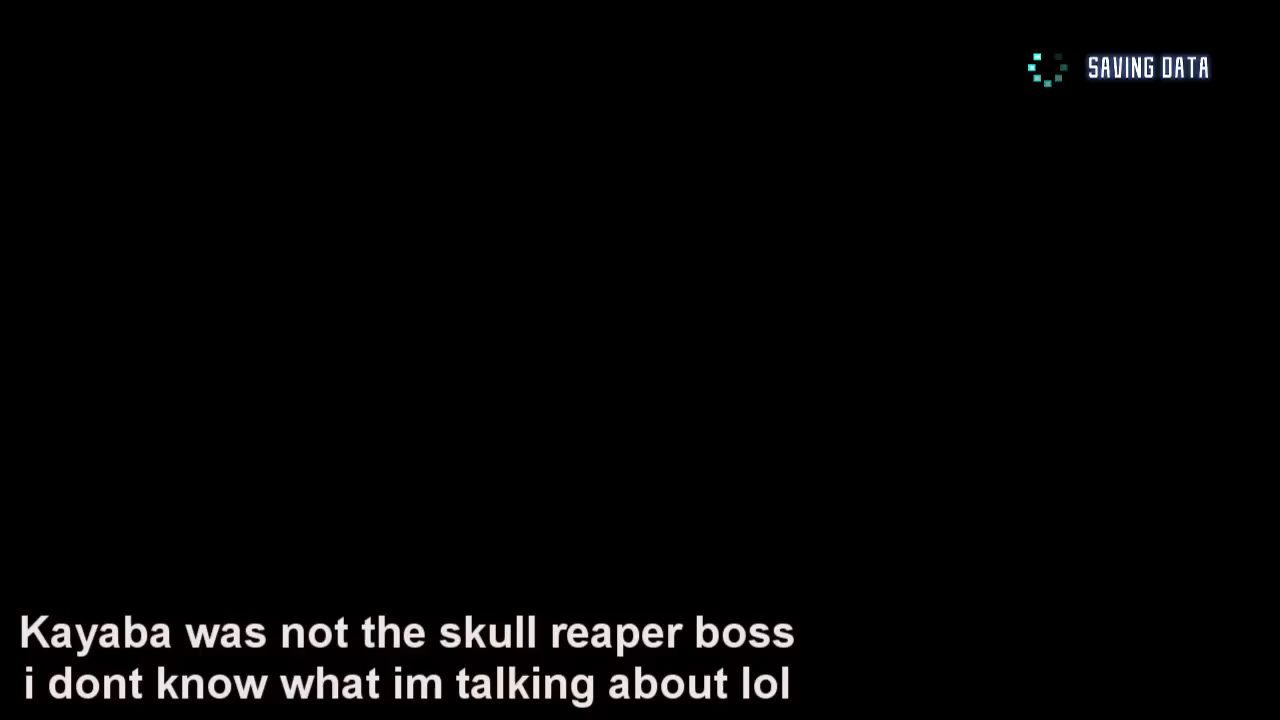 SAVING DATA
Kayaba was not the skull reaper boss
i dont know what im talking about lol